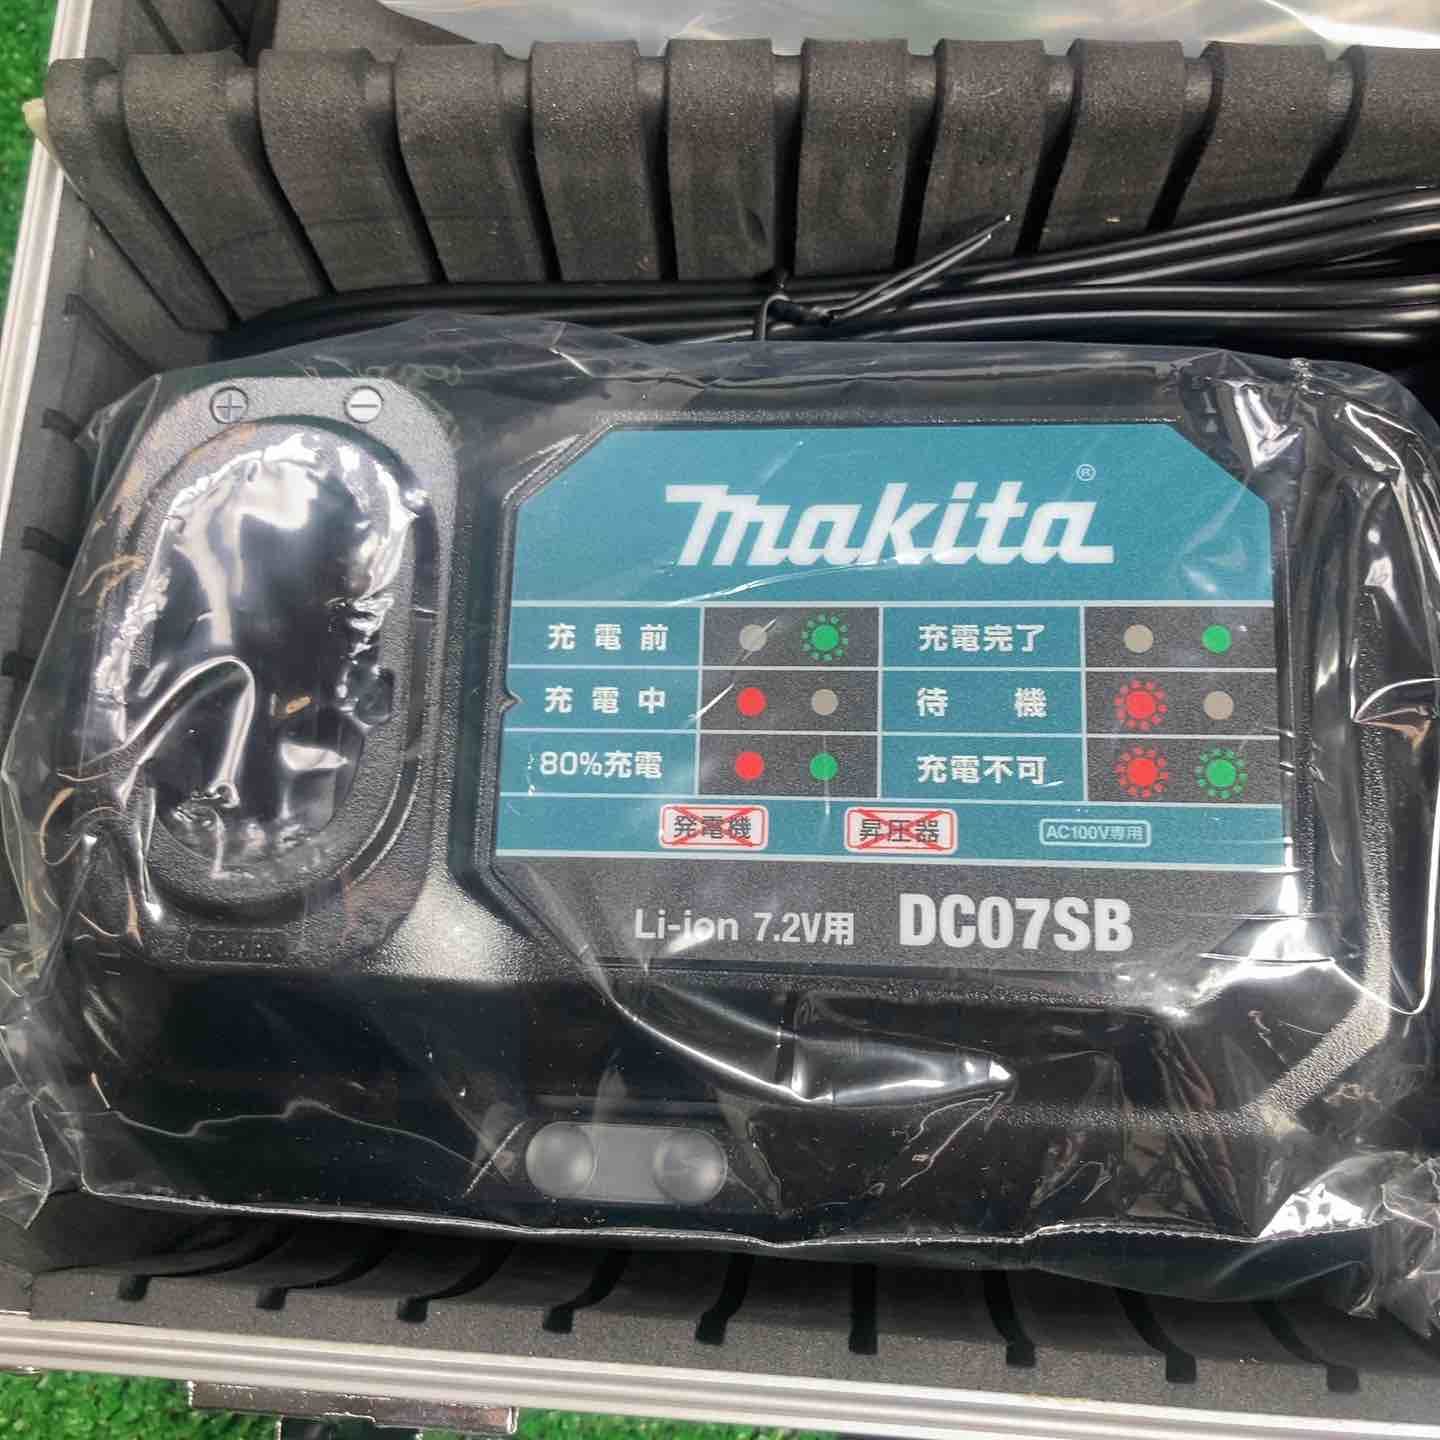 makita®
充電前 充電完了
充電中 待機
80%充電 充電不可
発電機 昇圧器 AC100V専用
Li-ion 7.2V用 DC07SB